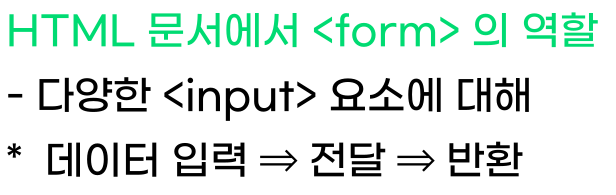 HTML 문서에서 <form> 의 역할
- 다양한 <input> 요소에 대해
* 데이터 입력 ⇒ 전달 ⇒ 반환